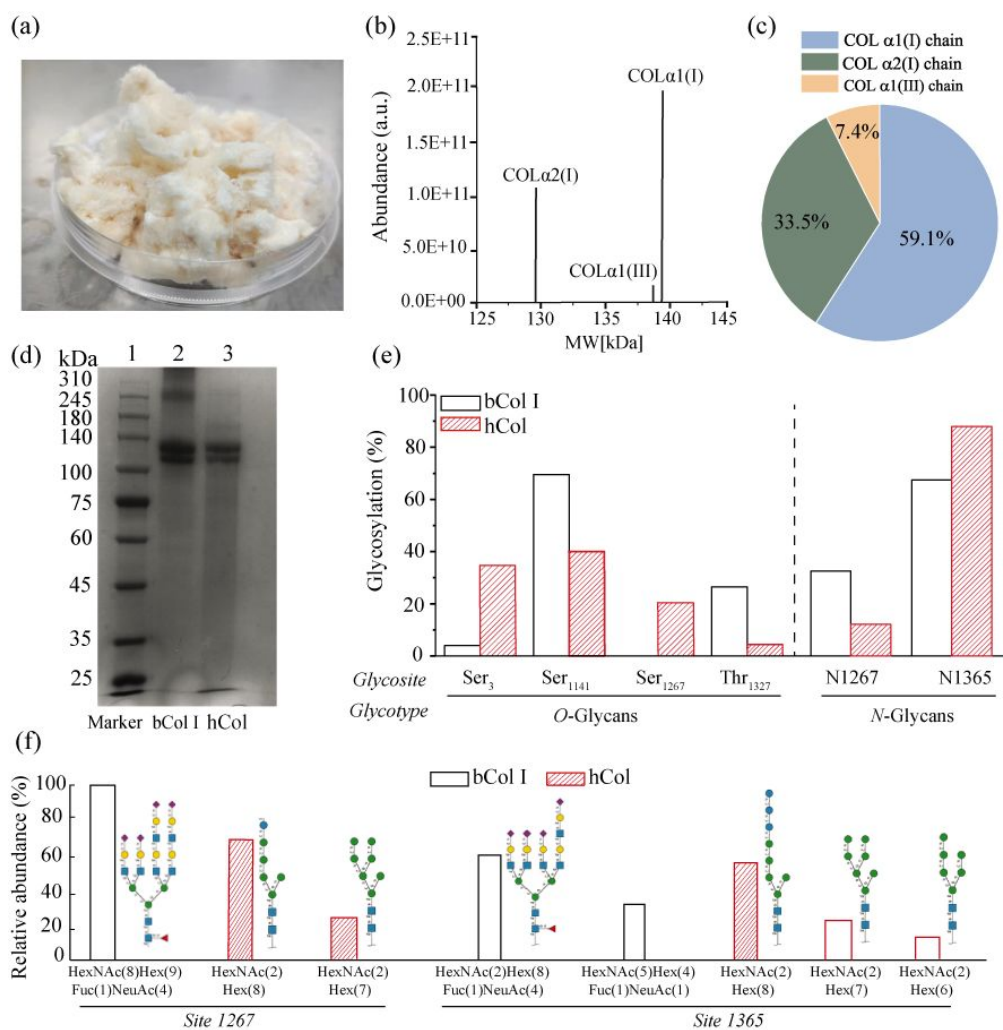 (a)
(b)
2.5E+11
2.0E+11
1.5E+11
1.0E+11
5.0E+10
0.0E+00
Abundance (a.u.)
COLα1(I)
COLα2(I)
COLα1(III)
125 130 135 140 145
MW[kDa]
(c)
COL α1(I) chain
COL α2(I) chain
COL α1(III) chain
7.4%
33.5%
59.1%
(d)
kDa 1 2 3
310
245
180
140
100
75
60
45
35
25
Marker bCol I hCol
(e)
100
80
60
40
20
0
Glycosylation (%)
bCol I
hCol
Glycosite Ser3 Ser1141 Ser1267 Thr1327 N1267 N1365
Glycotype O-Glycans N-Glycans
(f)
100
80
60
40
20
0
Relative abundance (%)
bCol I hCol
HexNAc(8)Hex(9) HexNAc(2) HexNAc(2) HexNAc(2)Hex(8) HexNAc(5)Hex(4) HexNAc(2) HexNAc(2) HexNAc(2)
Fuc(1)NeuAc(4) Hex(8) Hex(7) Fuc(1)NeuAc(4) Fuc(1)NeuAc(1) Hex(8) Hex(7) Hex(6)
Site 1267 Site 1365